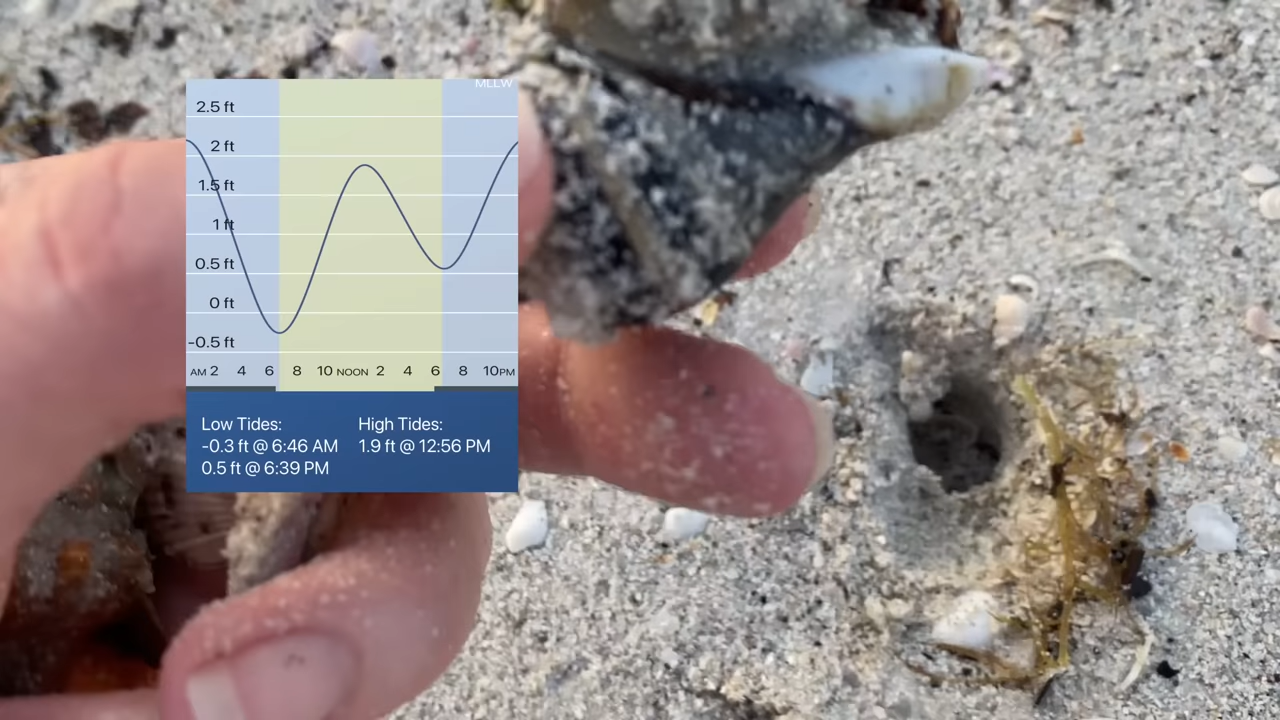 MLLW
2.5 ft
2 ft
1.5 ft
1 ft
0.5 ft
0 ft
-0.5 ft
AM 2 4 6 8 10 NOON 2 4 6 8 10PM
Low Tides:
-0.3 ft @ 6:46 AM
0.5 ft @ 6:39 PM
High Tides:
1.9 ft @ 12:56 PM